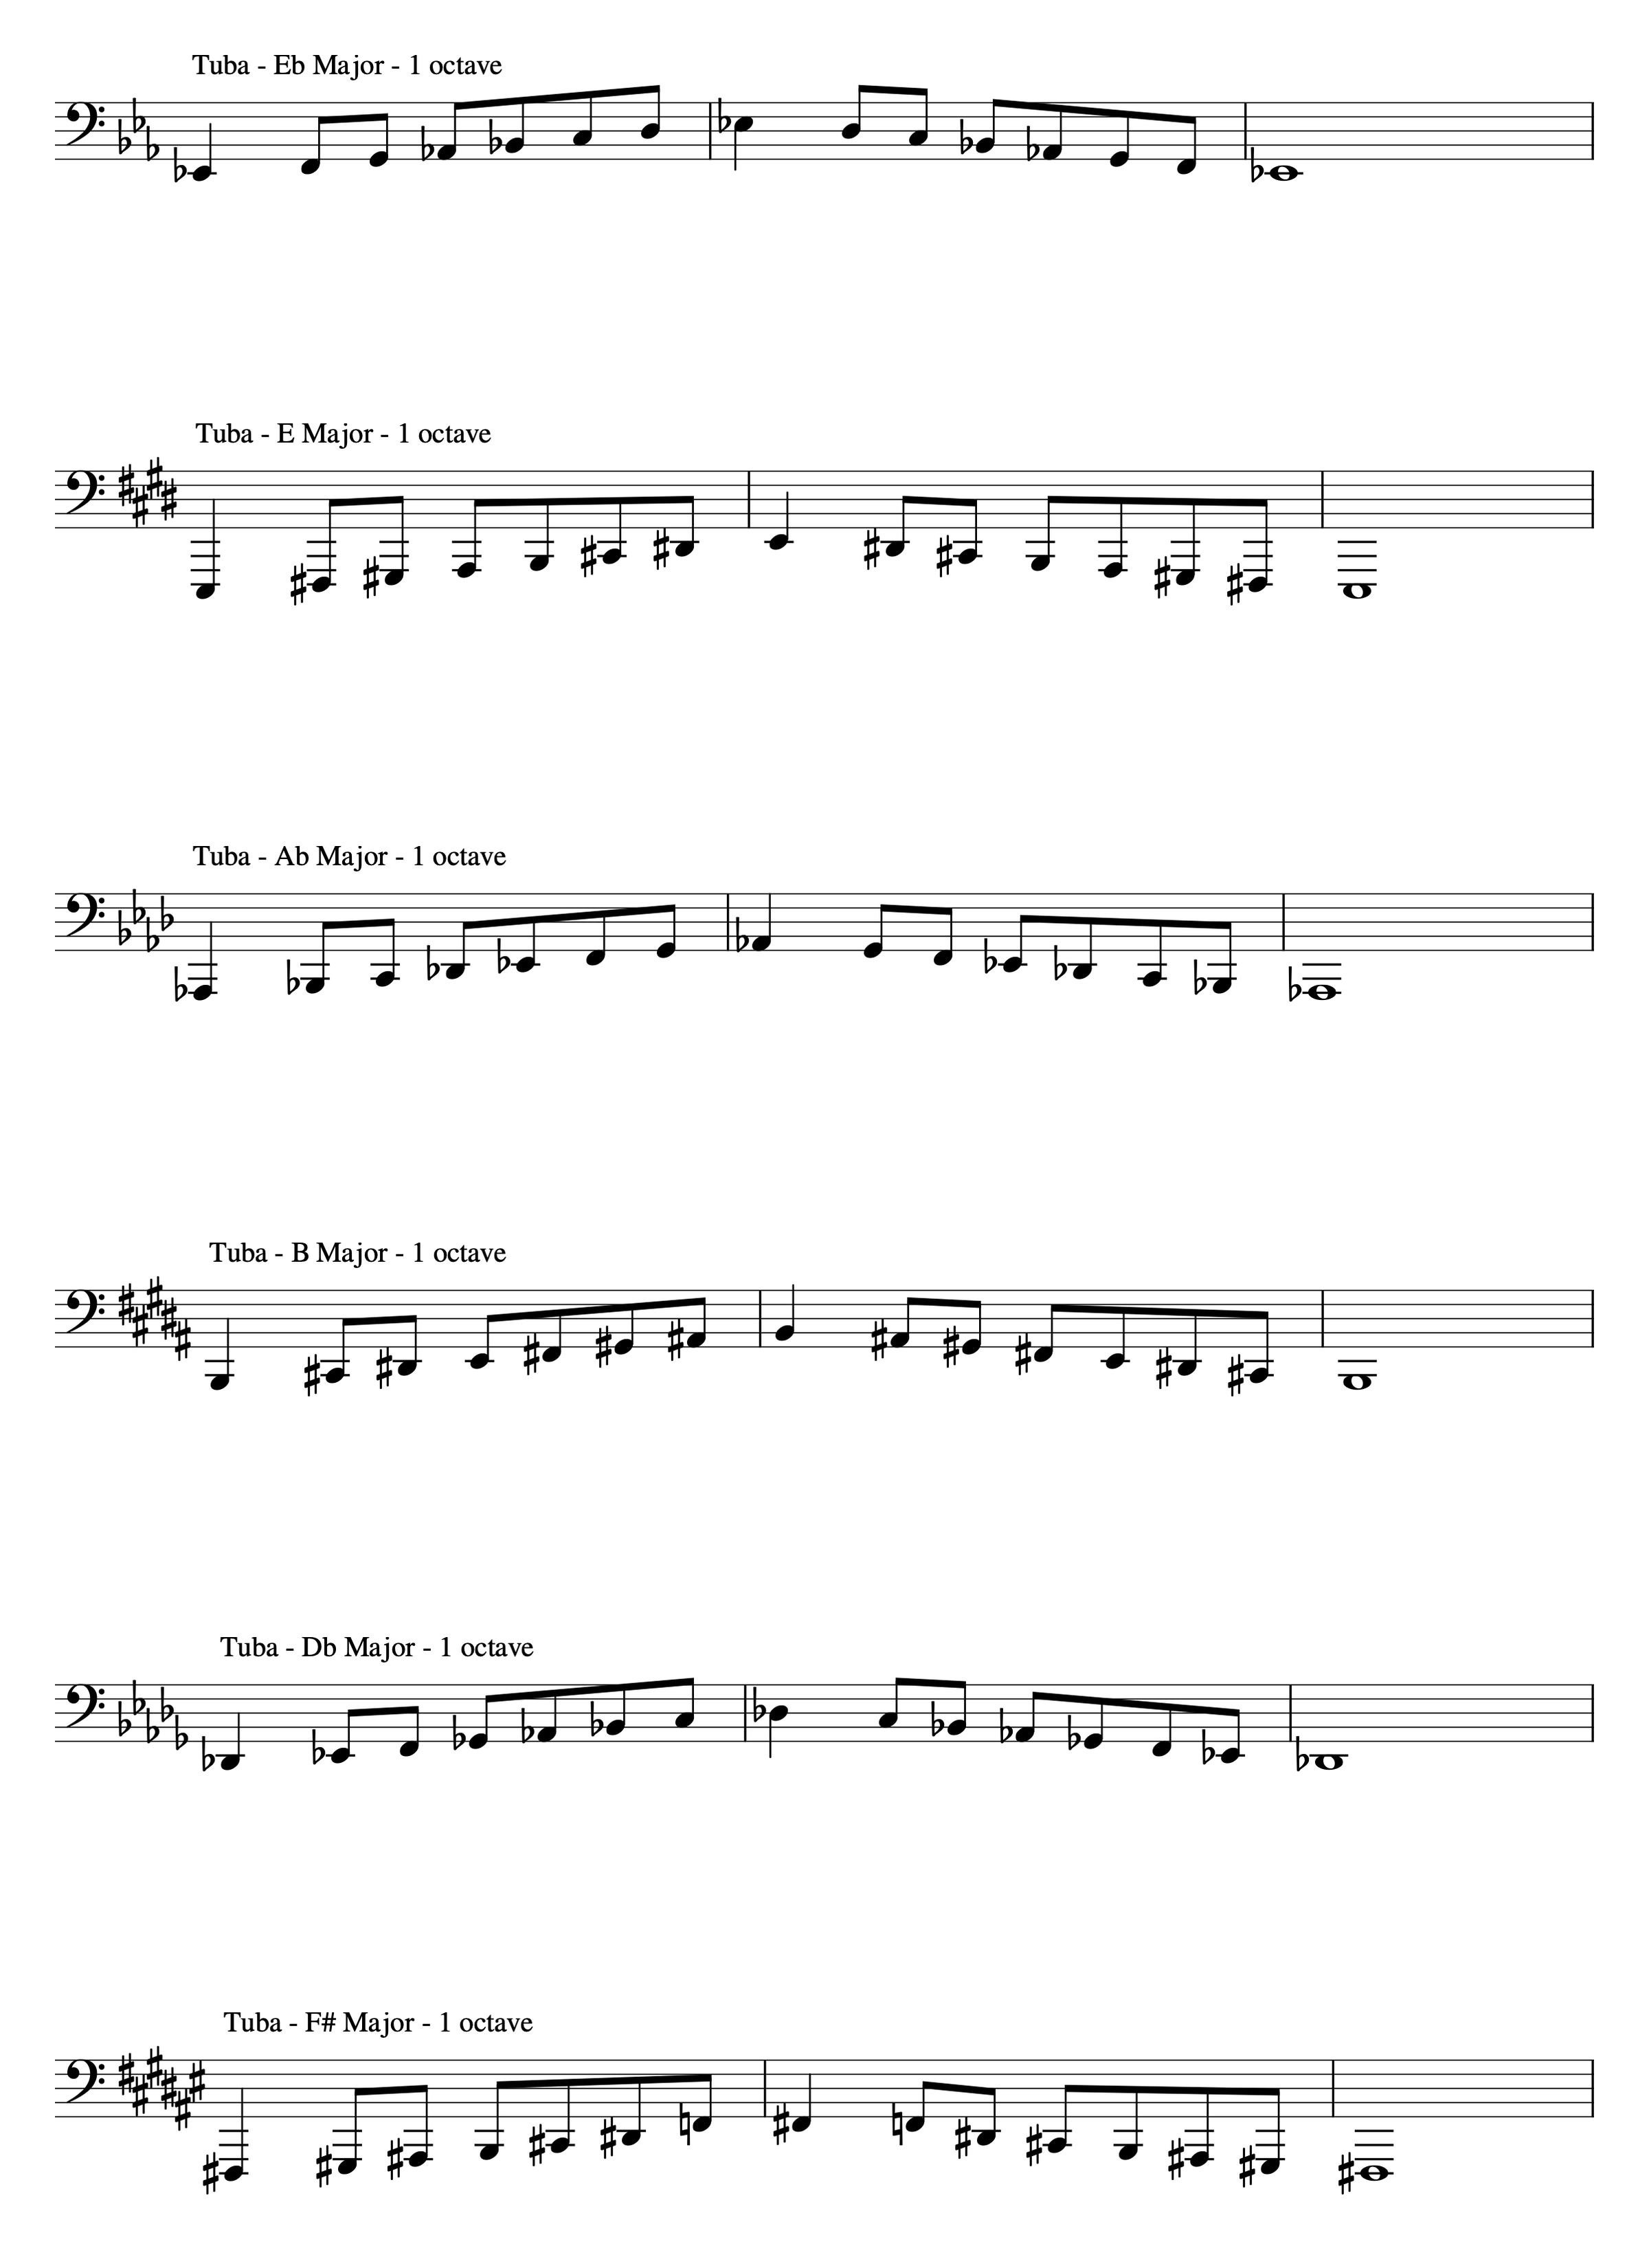 Tuba - Eb Major - 1 octave
Tuba - E Major - 1 octave
Tuba - Ab Major - 1 octave
Tuba - B Major - 1 octave
Tuba - Db Major - 1 octave
Tuba - F# Major - 1 octave